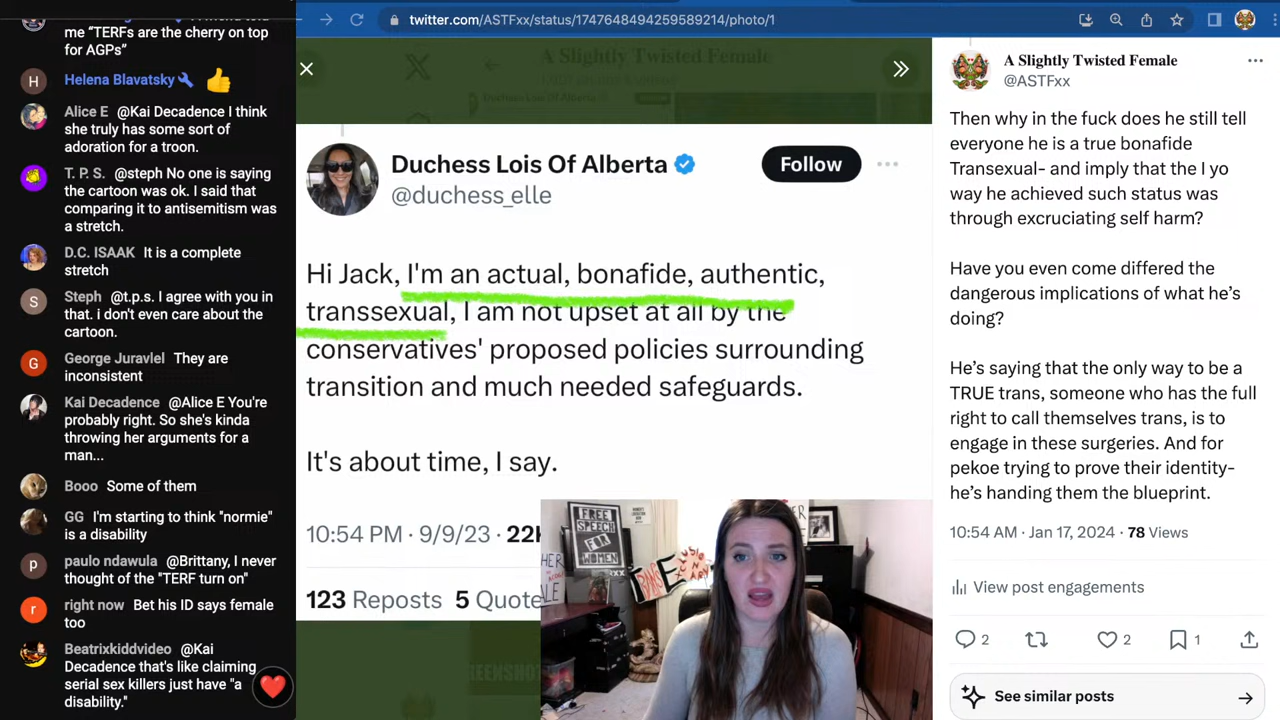 me “TERFs are the cherry on top
for AGPs”
H Helena Blavatsky
Alice E @Kai Decadence I think
she truly has some sort of
adoration for a troon.
T. P. S. @steph No one is saying
the cartoon was ok. I said that
comparing it to antisemitism was
a stretch.
D.C. ISAAK It is a complete
stretch
S Steph @t.p.s. I agree with you in
that. i don't even care about the
cartoon.
G George Juravlel They are
inconsistent
Kai Decadence @Alice E You're
probably right. So she's kinda
throwing her arguments for a
man...
Booo Some of them
GG I'm starting to think "normie"
is a disability
p paulo ndawula @Brittany, I never
thought of the "TERF turn on"
r right now Bet his ID says female
too
Beatrixkiddvideo @Kai
Decadence that's like claiming
serial sex killers just have "a
disability."
twitter.com/ASTFxx/status/1747648494259589214/photo/1
A Slightly Twisted Female
Duchess Lois Of Alberta
Duchess Lois Of Alberta
@duchess_elle
Follow
Hi Jack, I'm an actual, bonafide, authentic,
transsexual, I am not upset at all by the
conservatives' proposed policies surrounding
transition and much needed safeguards.
It's about time, I say.
10:54 PM · 9/9/23 · 22
123 Reposts 5 Quote
FREE
SPEECH
FOR
WOMEN
A Slightly Twisted Female
@ASTFxx
Then why in the fuck does he still tell
everyone he is a true bonafide
Transexual- and imply that the I yo
way he achieved such status was
through excruciating self harm?
Have you even come differed the
dangerous implications of what he’s
doing?
He’s saying that the only way to be a
TRUE trans, someone who has the full
right to call themselves trans, is to
engage in these surgeries. And for
pekoe trying to prove their identity-
he’s handing them the blueprint.
10:54 AM · Jan 17, 2024 · 78 Views
View post engagements
2
2
1
See similar posts